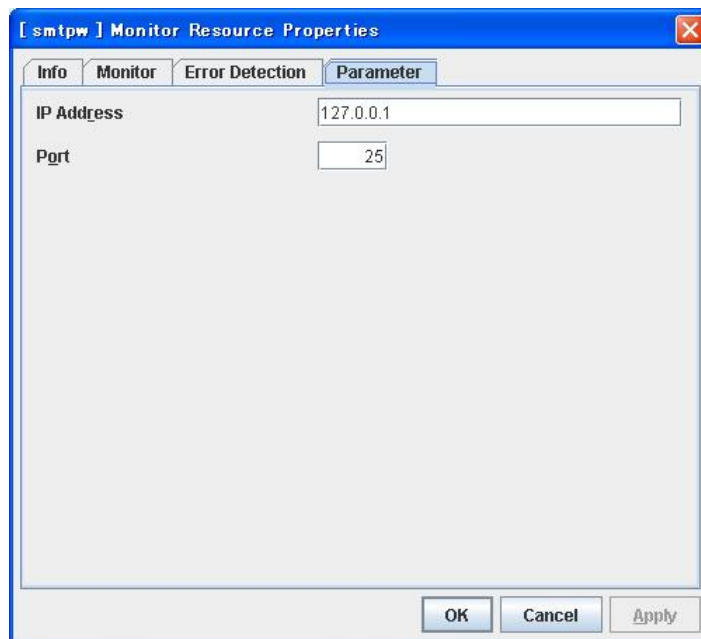 [ smtpw ] Monitor Resource Properties
Info Monitor Error Detection Parameter
IP Address 127.0.0.1
Port 25
OK Cancel Apply